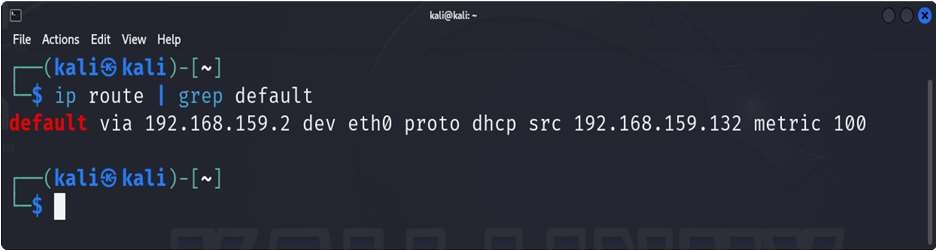 kali@kali: ~
File Actions Edit View Help
┌──(kali㉿kali)-[~]
└─$ ip route | grep default
default via 192.168.159.2 dev eth0 proto dhcp src 192.168.159.132 metric 100
┌──(kali㉿kali)-[~]
└─$